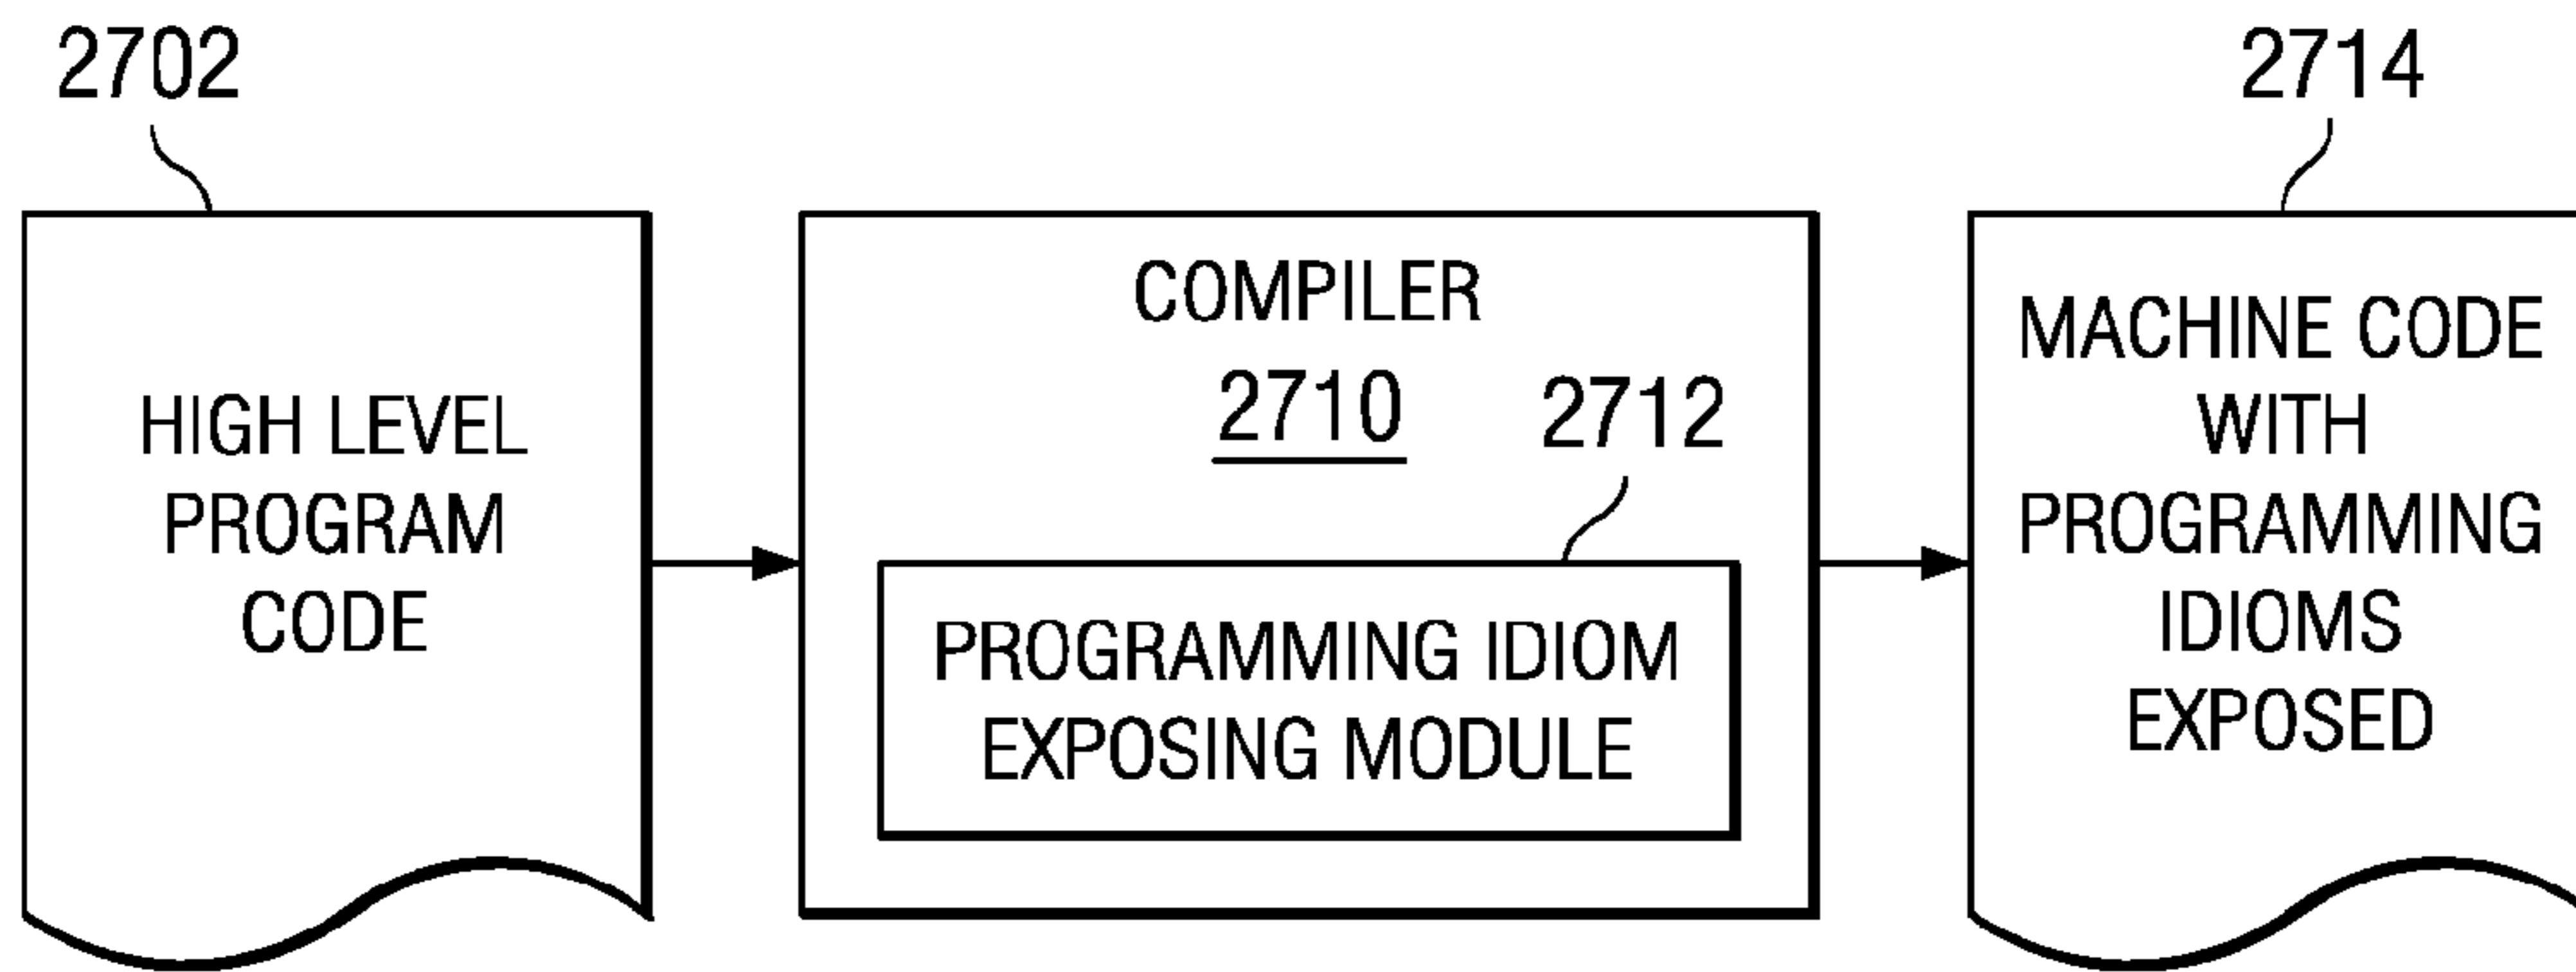 2702
2714
HIGH LEVEL
PROGRAM
CODE
COMPILER
2710
2712
PROGRAMMING IDIOM
EXPOSING MODULE
MACHINE CODE
WITH
PROGRAMMING
IDIOMS
EXPOSED